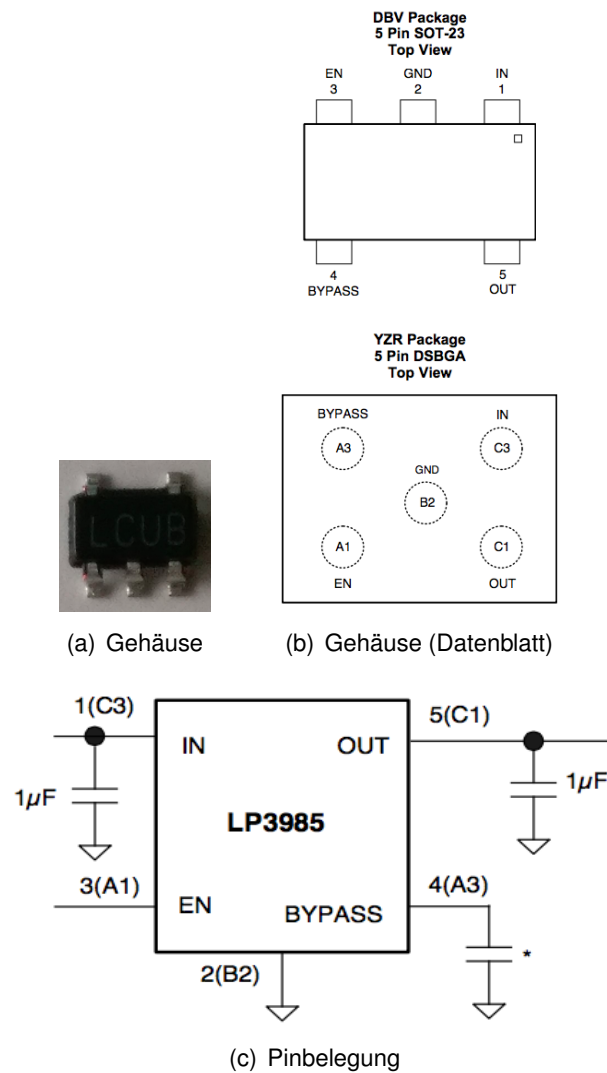 DBV Package
5 Pin SOT-23
Top View
EN GND IN
3 2 1
4 5
BYPASS OUT
YZR Package
5 Pin DSBGA
Top View
BYPASS IN
A3 C3
GND
B2
A1 C1
EN OUT
LCUB
(a) Gehäuse (b) Gehäuse (Datenblatt)
1(C3) 5(C1)
IN OUT
1µF 1µF
LP3985
3(A1) 4(A3)
EN BYPASS
*
2(B2)
(c) Pinbelegung